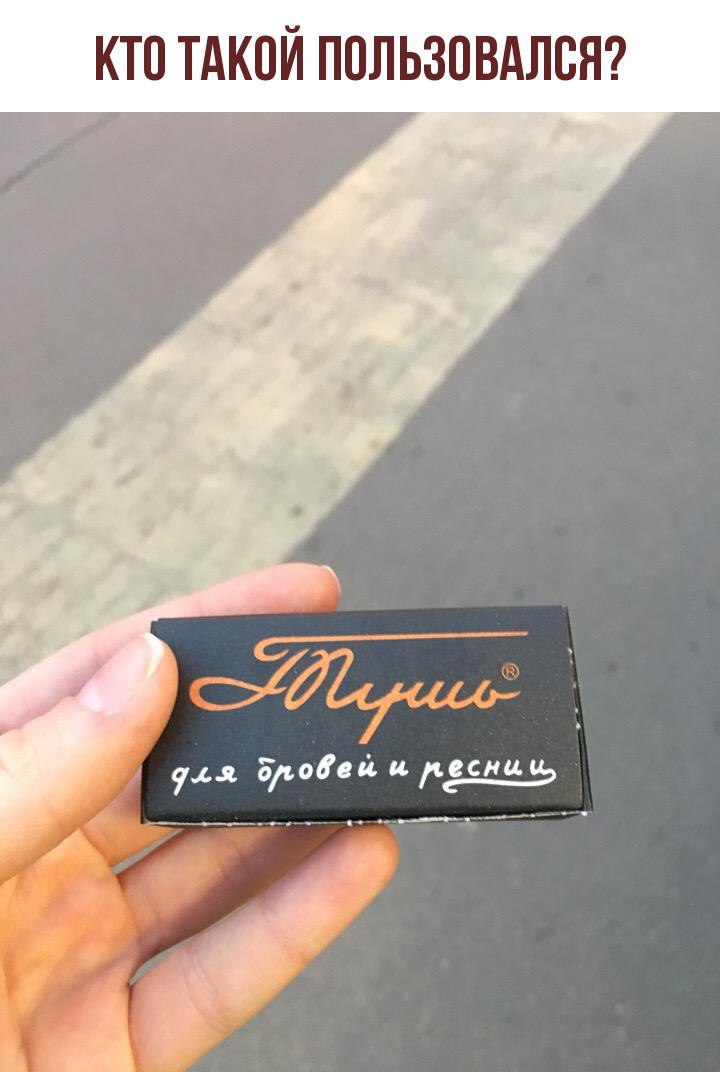 КТО ТАКОЙ ПОЛЬЗОВАЛСЯ?
Тушь ®
для бровей и ресниц